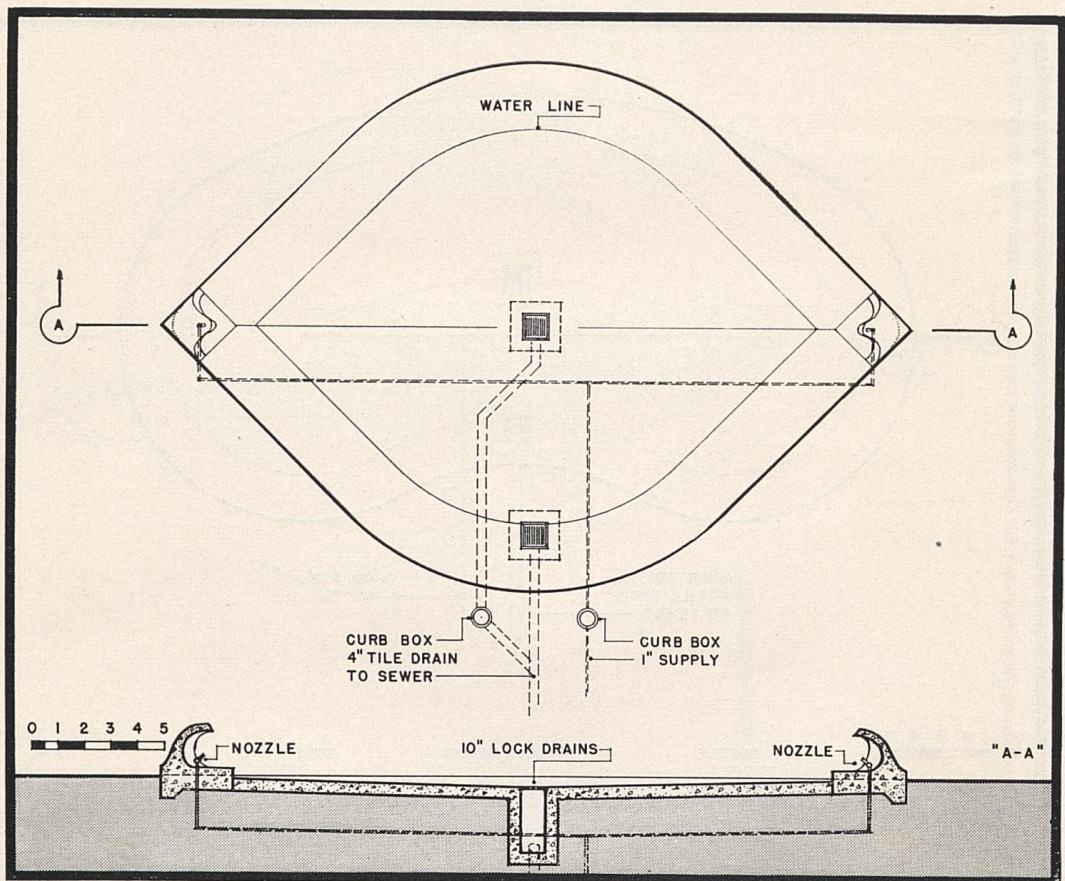 WATER LINE
A
A
CURB BOX
4" TILE DRAIN
TO SEWER
CURB BOX
1" SUPPLY
0 1 2 3 4 5
NOZZLE
10" LOCK DRAINS
NOZZLE
"A-A"